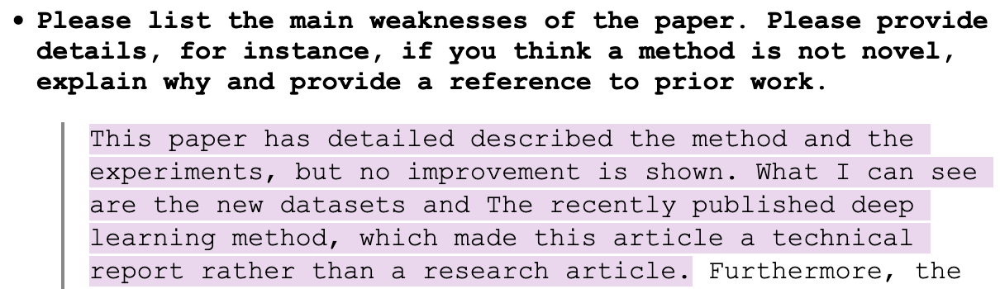 • Please list the main weaknesses of the paper. Please provide
details, for instance, if you think a method is not novel,
explain why and provide a reference to prior work.
This paper has detailed described the method and the
experiments, but no improvement is shown. What I can see
are the new datasets and The recently published deep
learning method, which made this article a technical
report rather than a research article. Furthermore, the